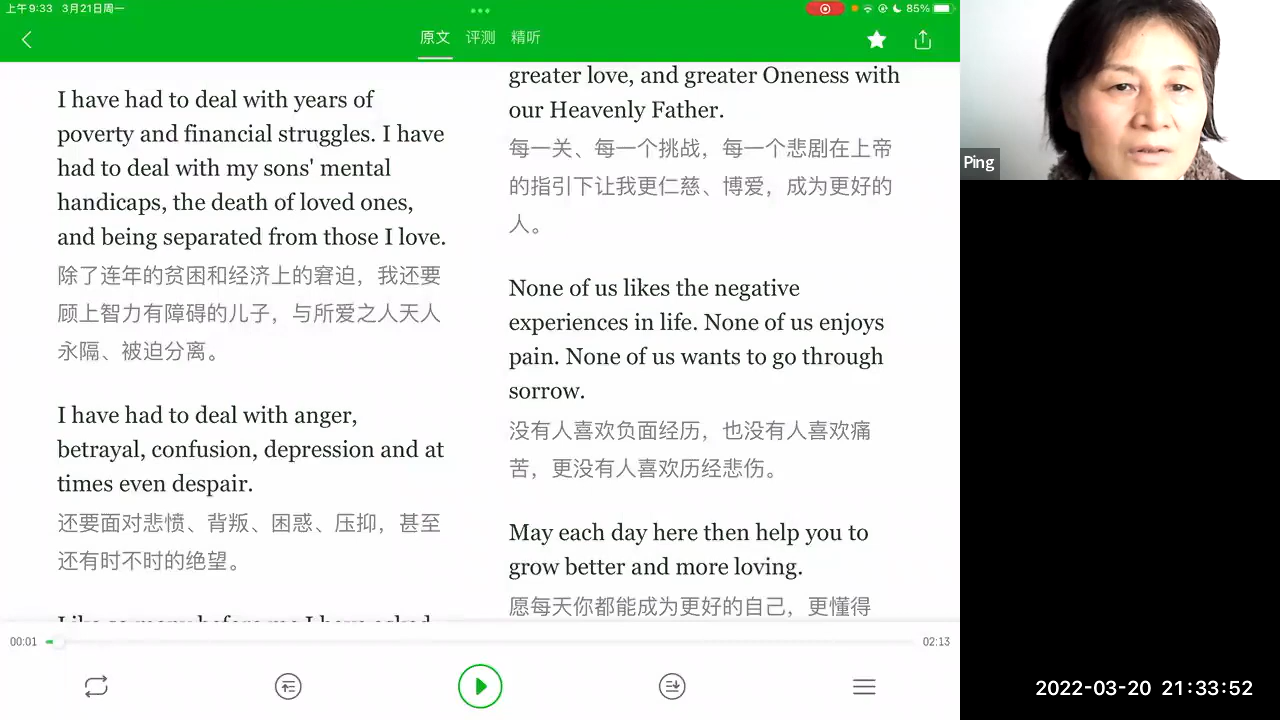 上午9:33 3月21日周一
85%
原文 评测 精听
I have had to deal with years of
poverty and financial struggles. I have
had to deal with my sons' mental
handicaps, the death of loved ones,
and being separated from those I love.
除了连年的贫困和经济上的窘迫，我还要
顾上智力有障碍的儿子，与所爱之人天人
永隔、被迫分离。
I have had to deal with anger,
betrayal, confusion, depression and at
times even despair.
还要面对悲愤、背叛、困惑、压抑，甚至
还有时不时的绝望。
Like so many before me I have asked
greater love, and greater Oneness with
our Heavenly Father.
每一关、每一个挑战，每一个悲剧在上帝
的指引下让我更仁慈、博爱，成为更好的
人。
None of us likes the negative
experiences in life. None of us enjoys
pain. None of us wants to go through
sorrow.
没有人喜欢负面经历，也没有人喜欢痛
苦，更没有人喜欢历经悲伤。
May each day here then help you to
grow better and more loving.
愿每天你都能成为更好的自己，更懂得
00:01
02:13
Ping
2022-03-20 21:33:52